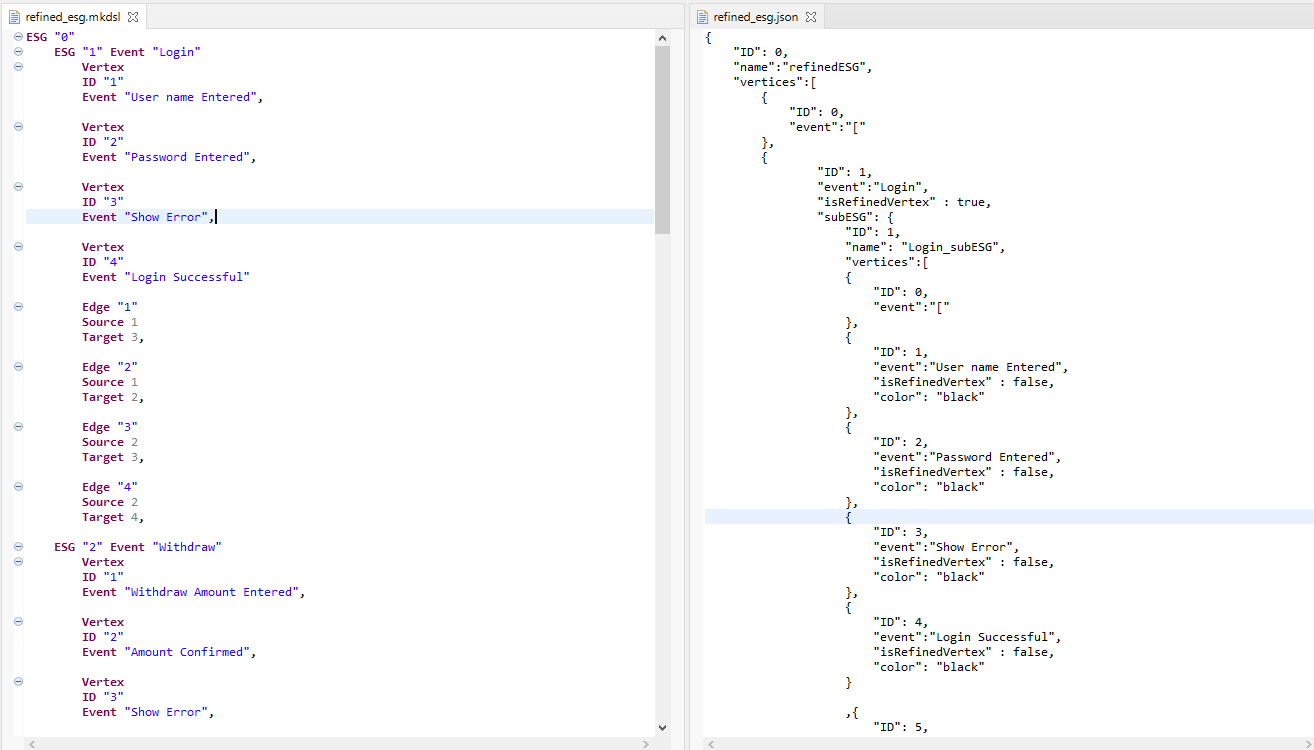 refined_esg.mkdsl
ESG "0"
ESG "1" Event "Login"
Vertex
ID "1"
Event "User name Entered",
Vertex
ID "2"
Event "Password Entered",
Vertex
ID "3"
Event "Show Error",
Vertex
ID "4"
Event "Login Successful"
Edge "1"
Source 1
Target 3,
Edge "2"
Source 1
Target 2,
Edge "3"
Source 2
Target 3,
Edge "4"
Source 2
Target 4,
ESG "2" Event "Withdraw"
Vertex
ID "1"
Event "Withdraw Amount Entered",
Vertex
ID "2"
Event "Amount Confirmed",
Vertex
ID "3"
Event "Show Error",
refined_esg.json
{
"ID": 0,
"name":"refinedESG",
"vertices":[
{
"ID": 0,
"event":"["
},
{
"ID": 1,
"event":"Login",
"isRefinedVertex" : true,
"subESG": {
"ID": 1,
"name": "Login_subESG",
"vertices":[
{
"ID": 0,
"event":"["
},
{
"ID": 1,
"event":"User name Entered",
"isRefinedVertex" : false,
"color": "black"
},
{
"ID": 2,
"event":"Password Entered",
"isRefinedVertex" : false,
"color": "black"
},
{
"ID": 3,
"event":"Show Error",
"isRefinedVertex" : false,
"color": "black"
},
{
"ID": 4,
"event":"Login Successful",
"isRefinedVertex" : false,
"color": "black"
}
,{
"ID": 5,